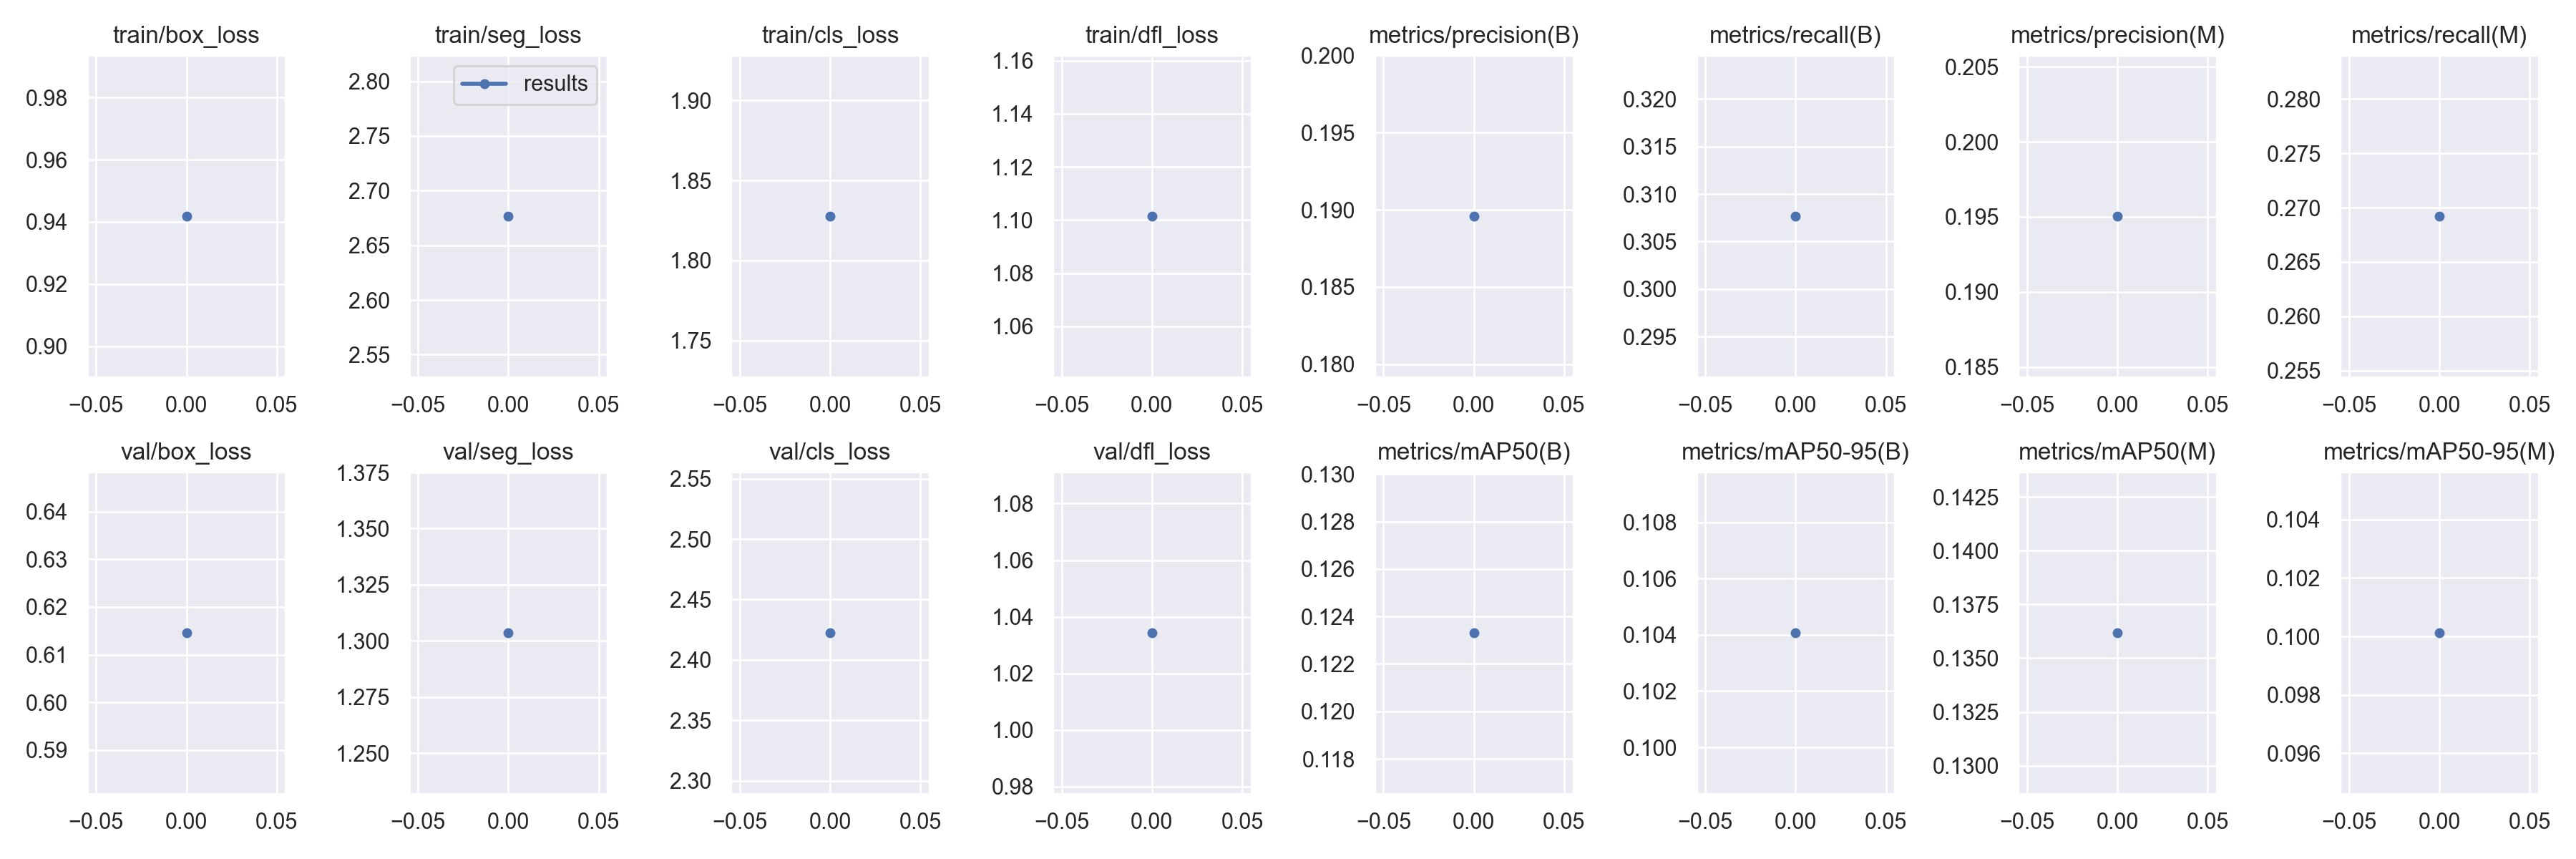 train/box_loss
0.98
0.96
0.94
0.92
0.90
−0.05 0.00 0.05
train/seg_loss
results
2.80
2.75
2.70
2.65
2.60
2.55
−0.05 0.00 0.05
train/cls_loss
1.90
1.85
1.80
1.75
−0.05 0.00 0.05
train/dfl_loss
1.16
1.14
1.12
1.10
1.08
1.06
−0.05 0.00 0.05
metrics/precision(B)
0.200
0.195
0.190
0.185
0.180
−0.05 0.00 0.05
metrics/recall(B)
0.320
0.315
0.310
0.305
0.300
0.295
−0.05 0.00 0.05
metrics/precision(M)
0.205
0.200
0.195
0.190
0.185
−0.05 0.00 0.05
metrics/recall(M)
0.280
0.275
0.270
0.265
0.260
0.255
−0.05 0.00 0.05
val/box_loss
0.64
0.63
0.62
0.61
0.60
0.59
−0.05 0.00 0.05
val/seg_loss
1.375
1.350
1.325
1.300
1.275
1.250
−0.05 0.00 0.05
val/cls_loss
2.55
2.50
2.45
2.40
2.35
2.30
−0.05 0.00 0.05
val/dfl_loss
1.08
1.06
1.04
1.02
1.00
0.98
−0.05 0.00 0.05
metrics/mAP50(B)
0.130
0.128
0.126
0.124
0.122
0.120
0.118
−0.05 0.00 0.05
metrics/mAP50-95(B)
0.108
0.106
0.104
0.102
0.100
−0.05 0.00 0.05
metrics/mAP50(M)
0.1425
0.1400
0.1375
0.1350
0.1325
0.1300
−0.05 0.00 0.05
metrics/mAP50-95(M)
0.104
0.102
0.100
0.098
0.096
−0.05 0.00 0.05